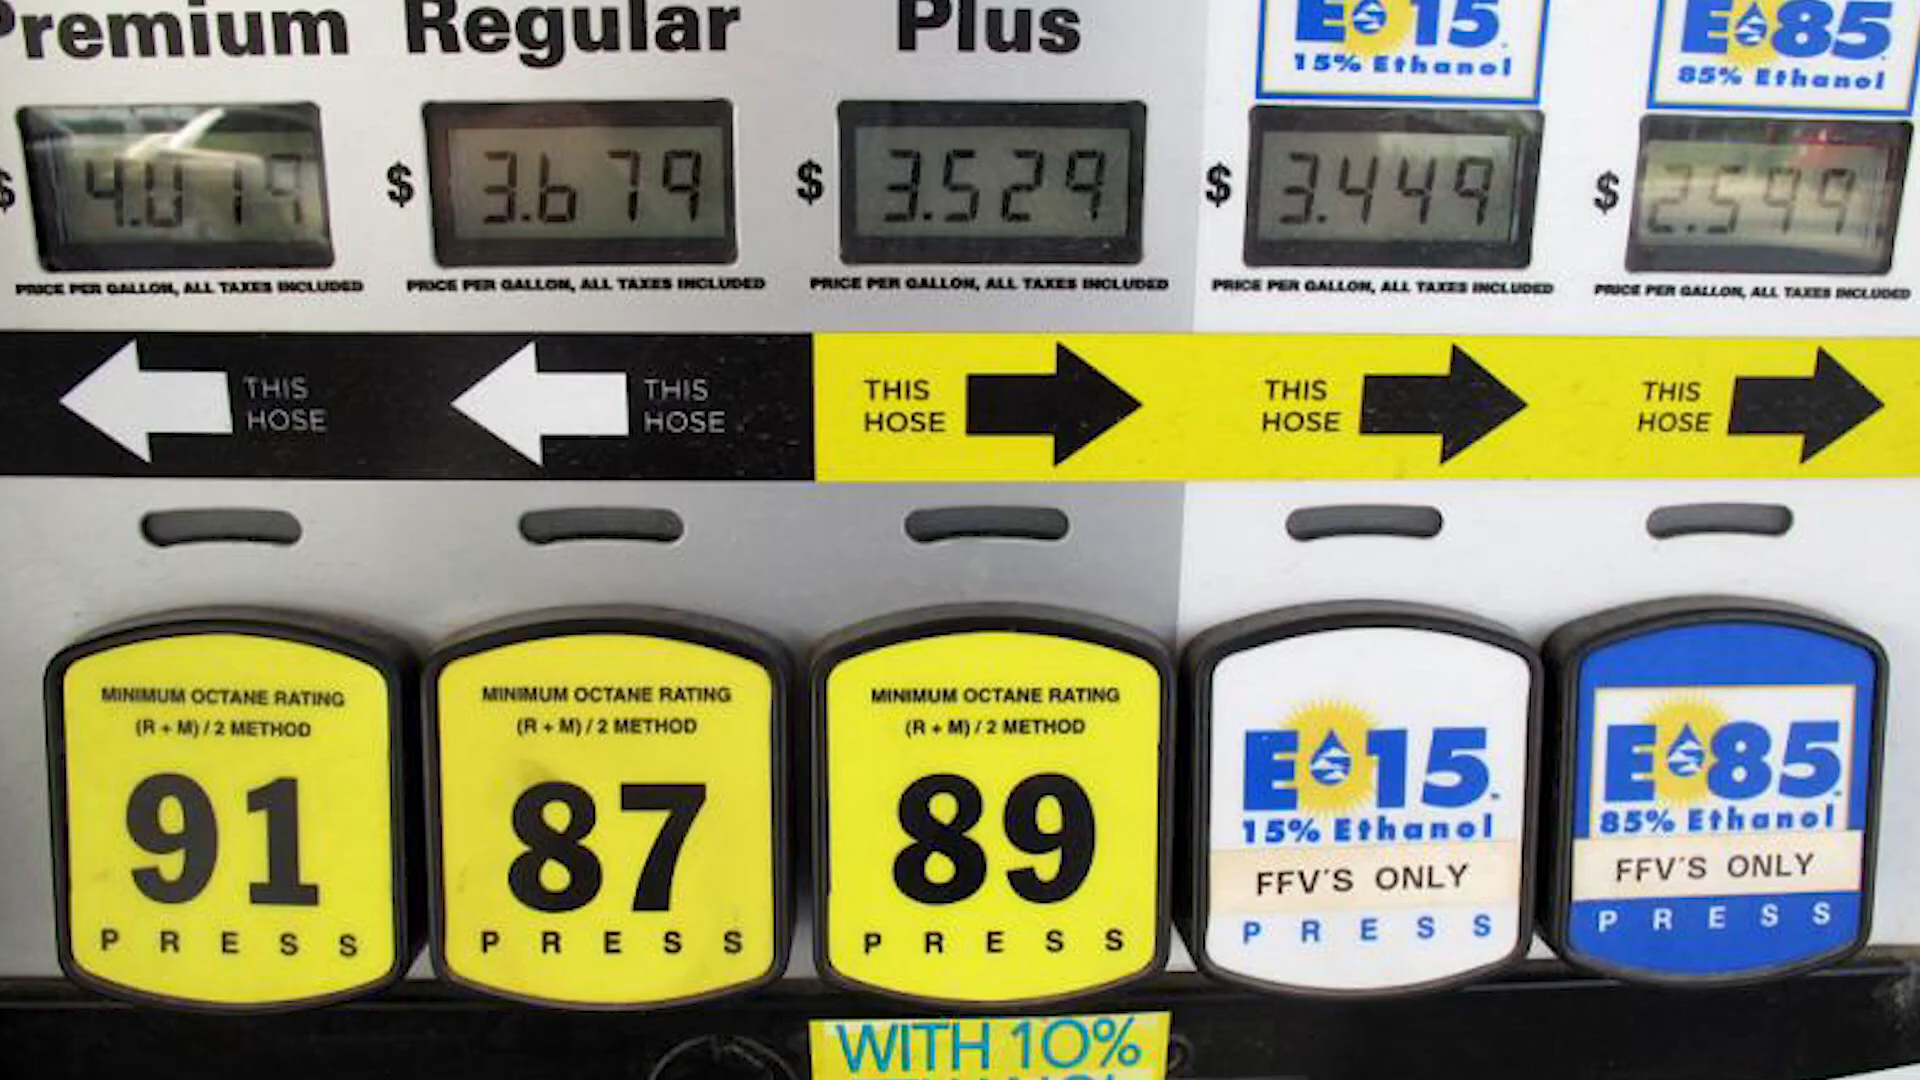 Premium Regular Plus E 15 E 85
15% Ethanol 85% Ethanol
$ 4.019 $ 3.679 $ 3.529 $ 3.449 $ 2.599
PRICE PER GALLON, ALL TAXES INCLUDED PRICE PER GALLON, ALL TAXES INCLUDED PRICE PER GALLON, ALL TAXES INCLUDED PRICE PER GALLON, ALL TAXES INCLUDED PRICE PER GALLON, ALL TAXES INCLUDED
THIS THIS THIS THIS THIS
HOSE HOSE HOSE HOSE HOSE
MINIMUM OCTANE RATING
(R + M) / 2 METHOD
91
PRESS
MINIMUM OCTANE RATING
(R + M) / 2 METHOD
87
PRESS
MINIMUM OCTANE RATING
(R + M) / 2 METHOD
89
PRESS
E 15
15% Ethanol
FFV'S ONLY
PRESS
E 85
85% Ethanol
FFV'S ONLY
PRESS
WITH 10%